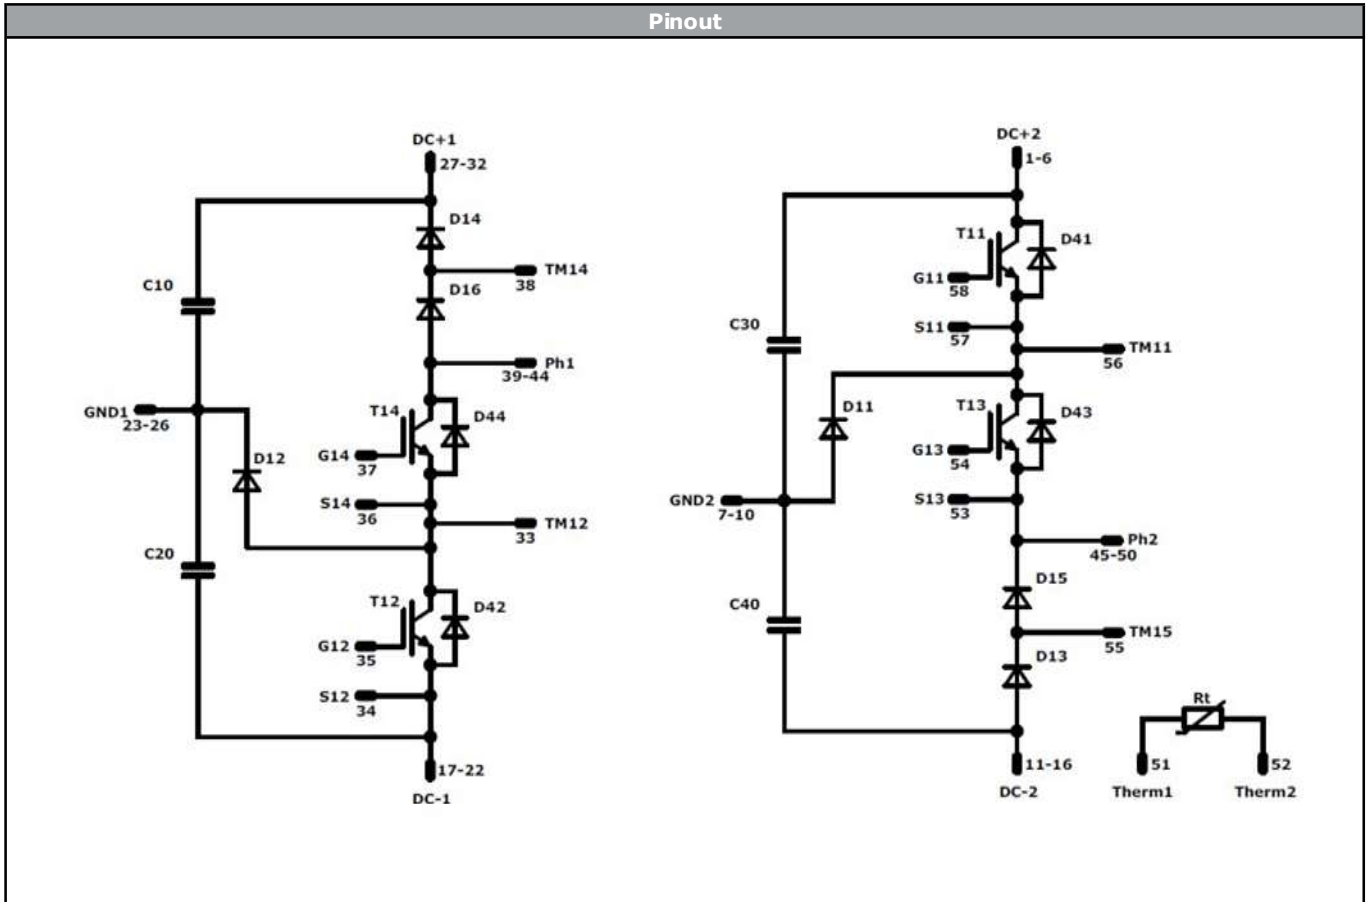 Pinout
DC+1
27-32
D14
TM14
38
D16
C10
Ph1
39-44
T14
D44
GND1
23-26
G14
37
D12
S14
36
TM12
33
C20
T12
D42
G12
35
S12
34
17-22
DC-1
DC+2
1-6
T11
D41
G11
58
S11
57
C30
TM11
56
D11
T13
D43
G13
54
S13
53
GND2
7-10
Ph2
45-50
D15
C40
TM15
55
D13
11-16
DC-2
Rt
51
52
Therm1
Therm2